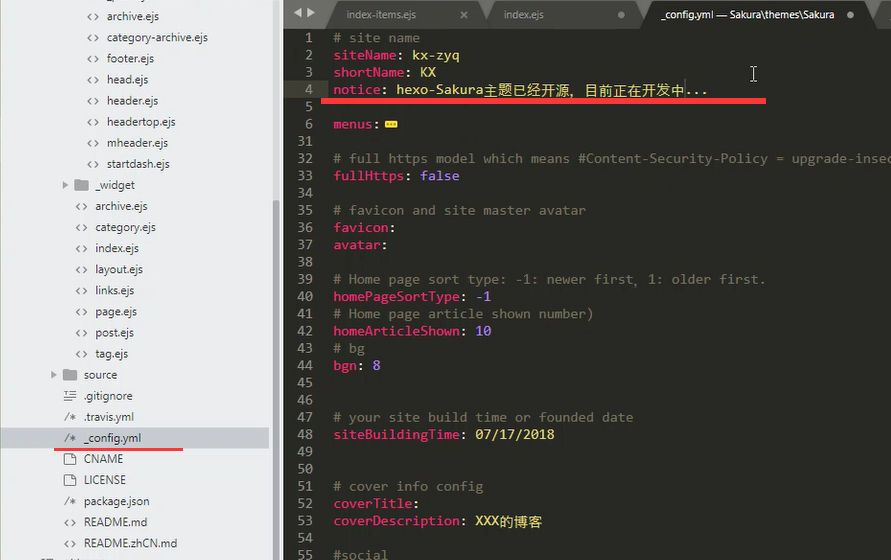 index-items.ejs × index.ejs _config.yml — Sakura\themes\Sakura
archive.ejs
category-archive.ejs
footer.ejs
head.ejs
header.ejs
headertop.ejs
mheader.ejs
startdash.ejs
_widget
archive.ejs
category.ejs
index.ejs
layout.ejs
links.ejs
page.ejs
post.ejs
tag.ejs
source
.gitignore
.travis.yml
_config.yml
CNAME
LICENSE
package.json
README.md
README.zhCN.md
1 # site name
2 siteName: kx-zyq
3 shortName: KX
4 notice: hexo-Sakura主题已经开源，目前正在开发中...
5
6 menus:
31
32 # full https model which means #Content-Security-Policy = upgrade-insec
33 fullHttps: false
34
35 # favicon and site master avatar
36 favicon:
37 avatar:
38
39 # Home page sort type: -1: newer first, 1: older first.
40 homePageSortType: -1
41 # Home page article shown number)
42 homeArticleShown: 10
43 # bg
44 bgn: 8
45
46
47 # your site build time or founded date
48 siteBuildingTime: 07/17/2018
49
50
51 # cover info config
52 coverTitle:
53 coverDescription: XXX的博客
54
55 #social